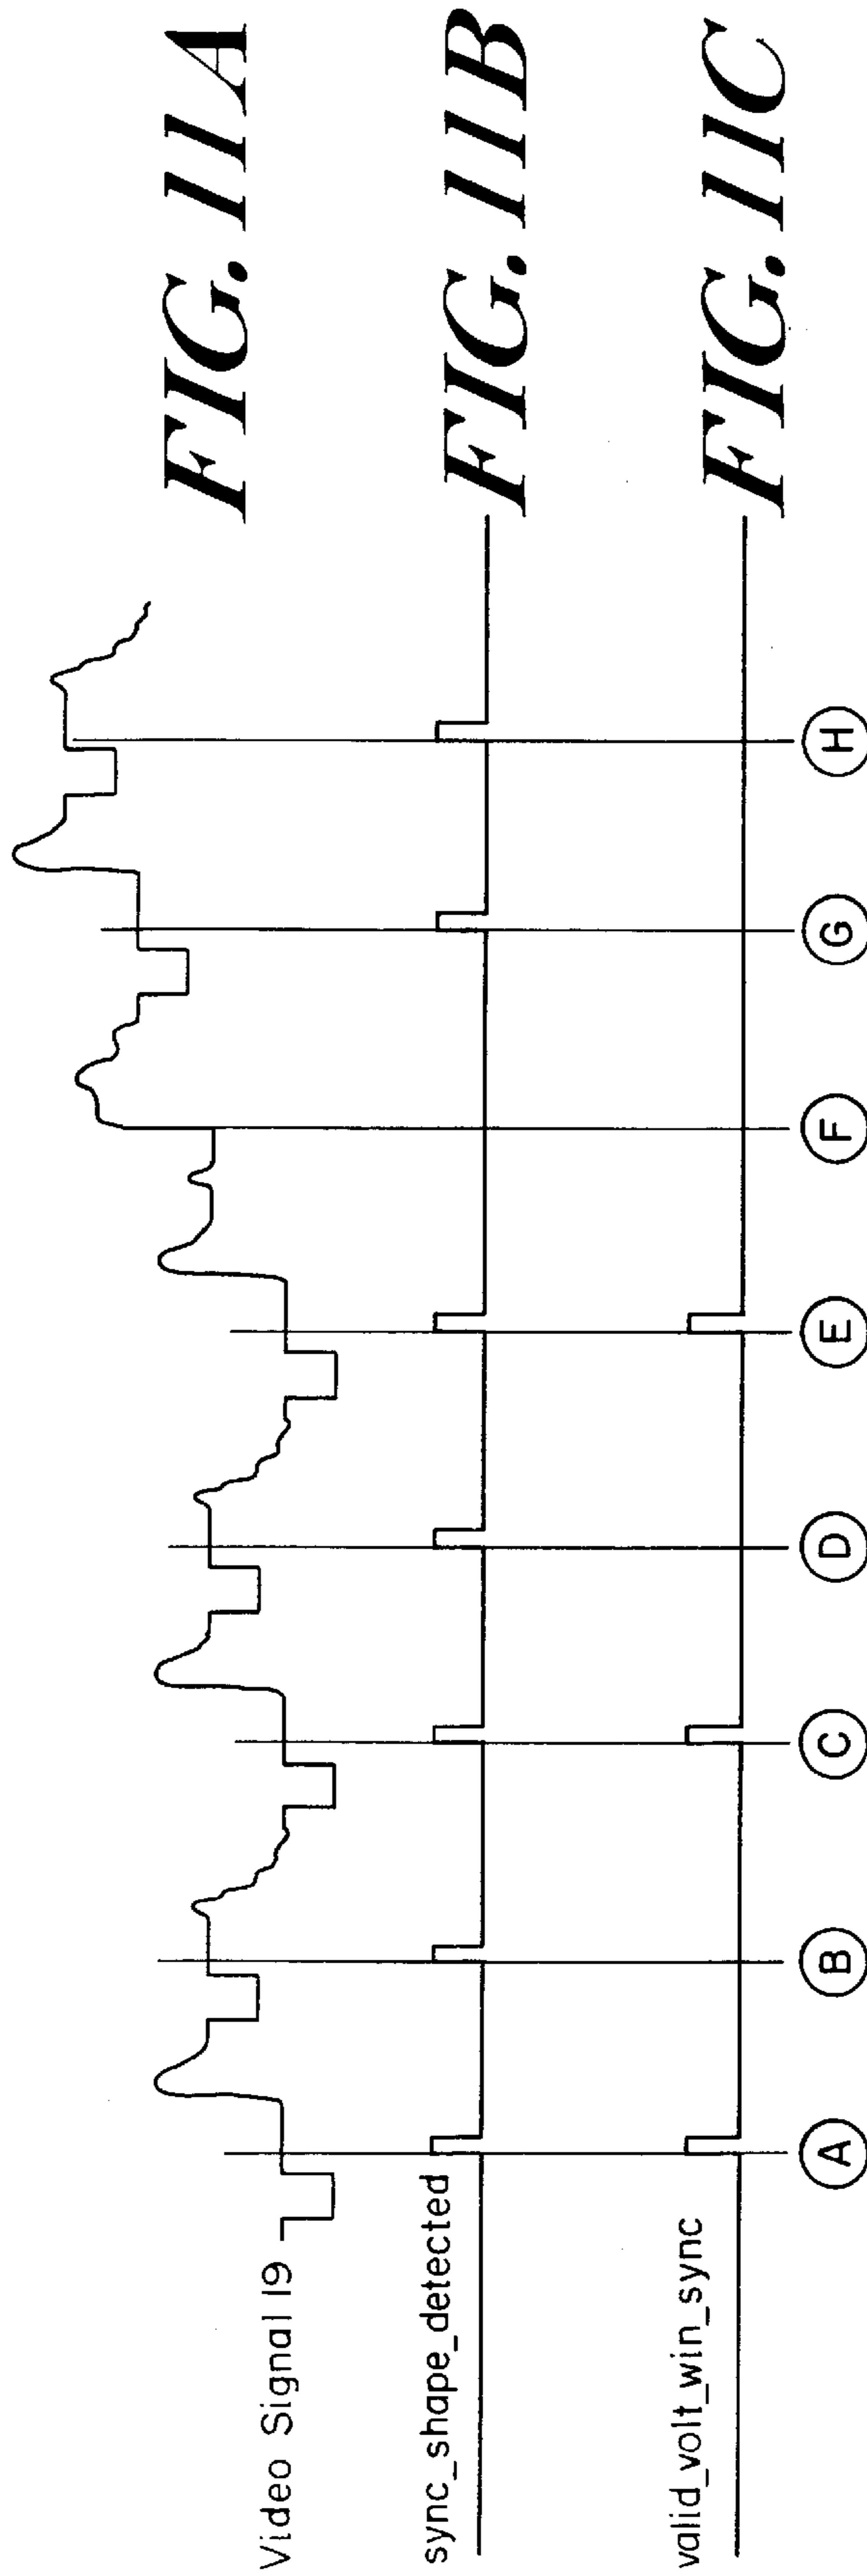 Video Signal 19
FIG. 11A
sync_shape_detected
FIG. 11B
valid_volt_win_sync
FIG. 11C
A
B
C
D
E
F
G
H